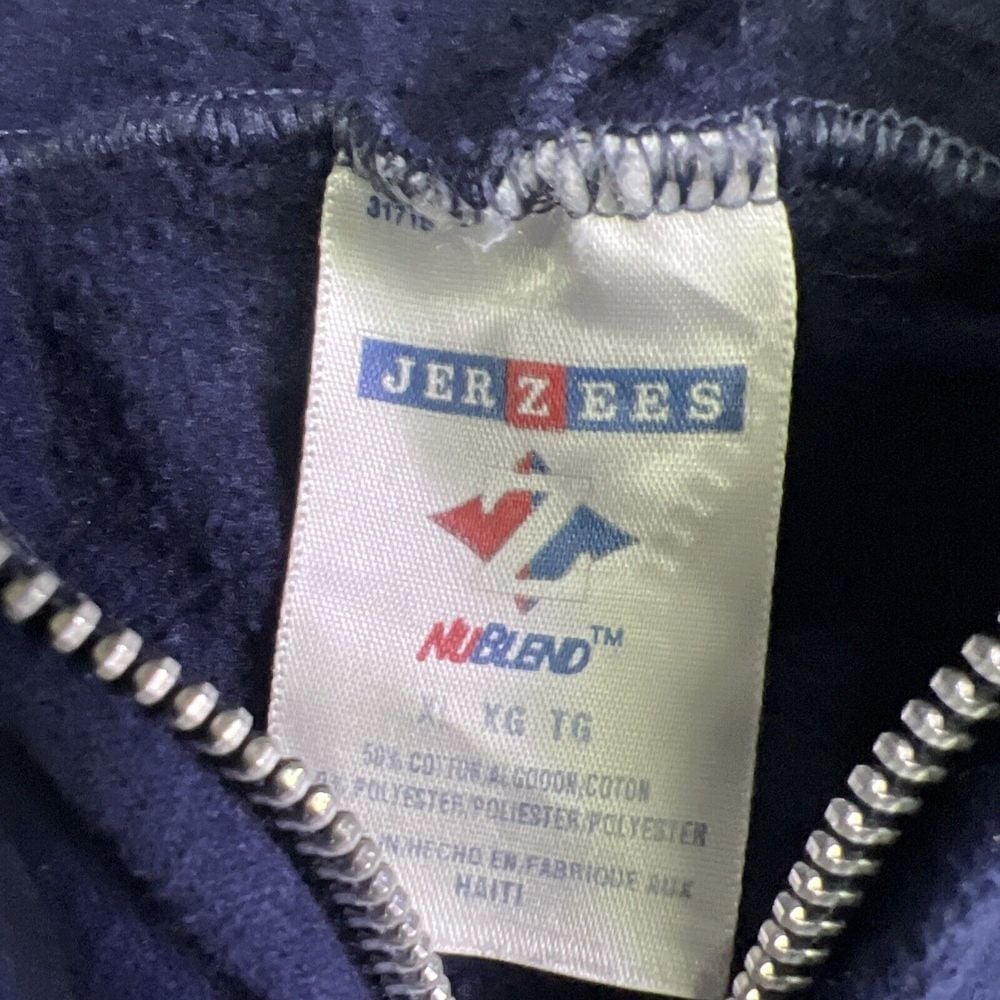 JERZEES
NUBLEND™
XG TG
50% COTTON/ALGODON/COTON
POLYESTER/POLIESTER/POLYESTER
HECHO EN/FABRIQUE AUX
HAITI